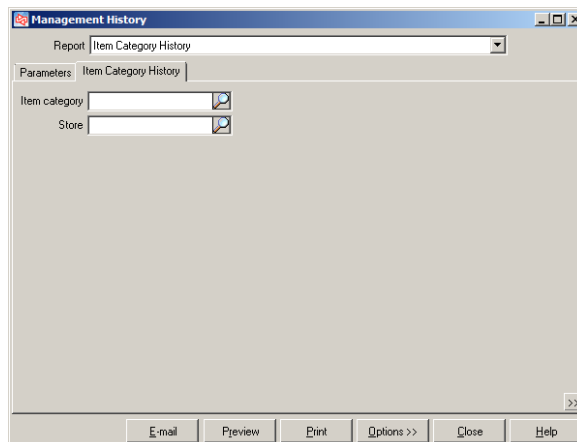 Management History
Report Item Category History
Parameters Item Category History
Item category
Store
>>
E-mail Preview Print Options >> Close Help